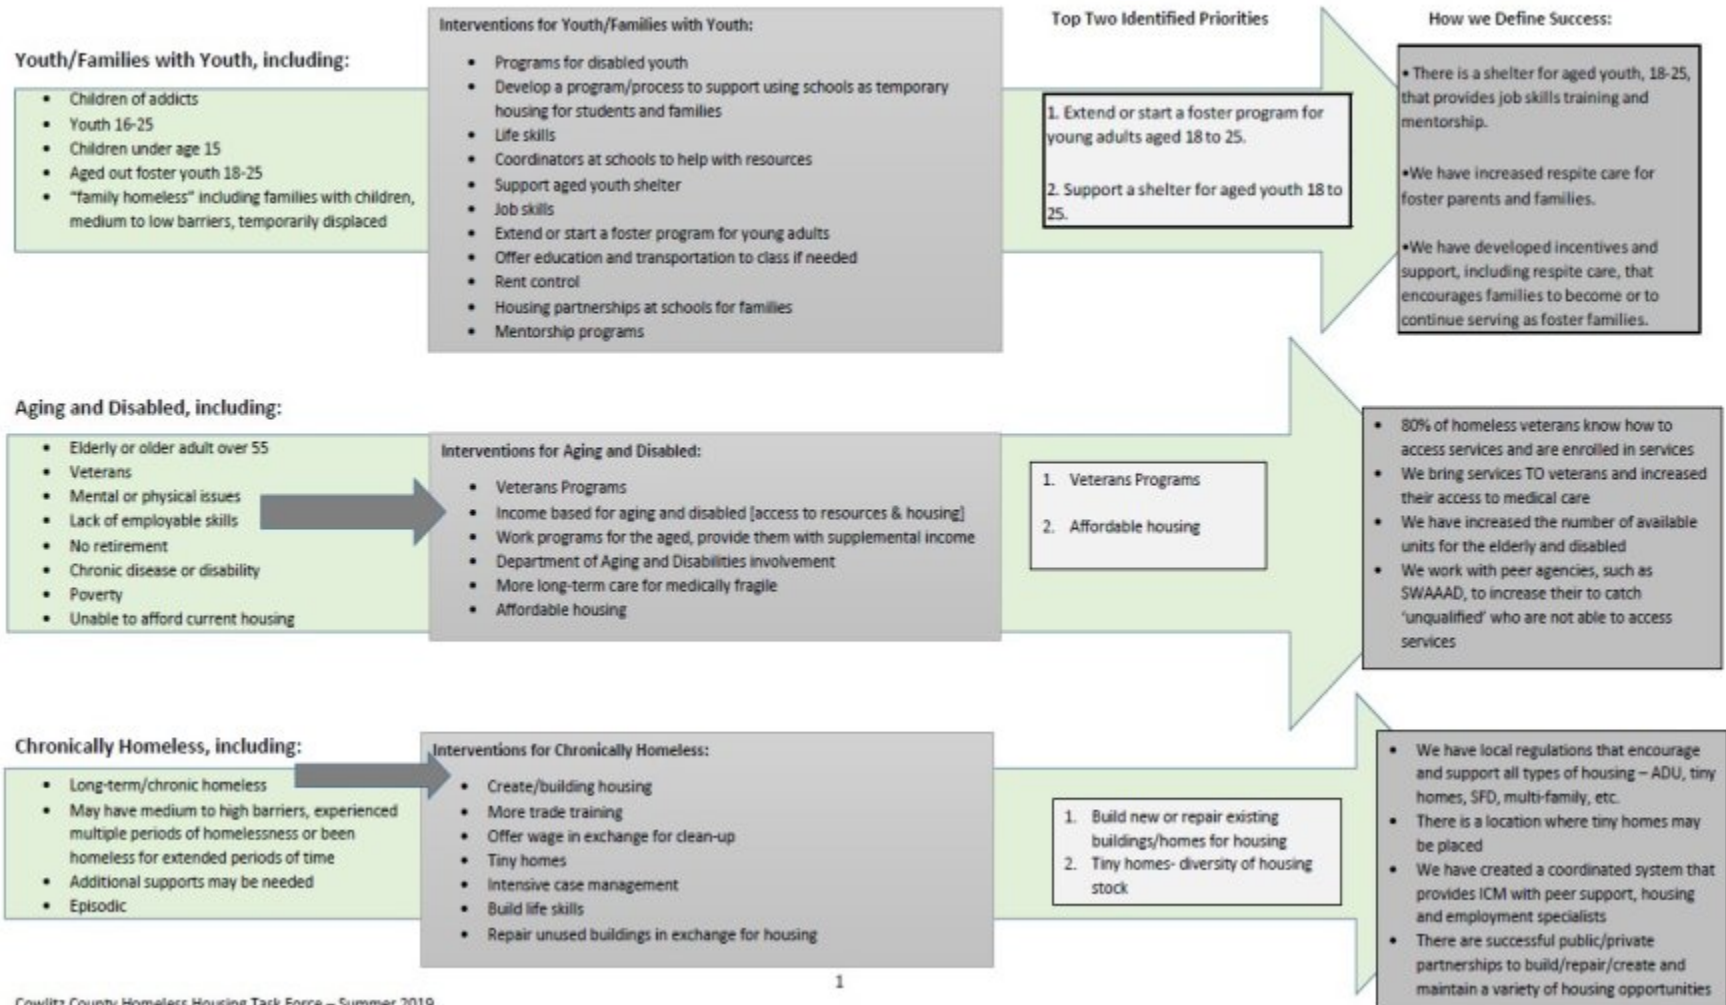 Top Two Identified Priorities
How we Define Success:
Youth/Families with Youth, including:
• Children of addicts
• Youth 16-25
• Children under age 15
• Aged out foster youth 18-25
• "family homeless" including families with children,
medium to low barriers, temporarily displaced
Interventions for Youth/Families with Youth:
• Programs for disabled youth
• Develop a program/process to support using schools as temporary
housing for students and families
• Life skills
• Coordinators at schools to help with resources
• Support aged youth shelter
• Job skills
• Extend or start a foster program for young adults
• Offer education and transportation to class if needed
• Rent control
• Housing partnerships at schools for families
• Mentorship programs
1. Extend or start a foster program for
young adults aged 18 to 25.
2. Support a shelter for aged youth 18 to
25.
• There is a shelter for aged youth, 18-25,
that provides job skills training and
mentorship.
•We have increased respite care for
foster parents and families.
•We have developed incentives and
support, including respite care, that
encourages families to become or to
continue serving as foster families.
Aging and Disabled, including:
• Elderly or older adult over 55
• Veterans
• Mental or physical issues
• Lack of employable skills
• No retirement
• Chronic disease or disability
• Poverty
• Unable to afford current housing
Interventions for Aging and Disabled:
• Veterans Programs
• Income based for aging and disabled [access to resources & housing]
• Work programs for the aged, provide them with supplemental income
• Department of Aging and Disabilities involvement
• More long-term care for medically fragile
• Affordable housing
1. Veterans Programs
2. Affordable housing
• 80% of homeless veterans know how to
access services and are enrolled in services
• We bring services TO veterans and increased
their access to medical care
• We have increased the number of available
units for the elderly and disabled
• We work with peer agencies, such as
SWAAAD, to increase their to catch
'unqualified' who are not able to access
services
Chronically Homeless, including:
• Long-term/chronic homeless
• May have medium to high barriers, experienced
multiple periods of homelessness or been
homeless for extended periods of time
• Additional supports may be needed
• Episodic
Interventions for Chronically Homeless:
• Create/building housing
• More trade training
• Offer wage in exchange for clean-up
• Tiny homes
• Intensive case management
• Build life skills
• Repair unused buildings in exchange for housing
1. Build new or repair existing
buildings/homes for housing
2. Tiny homes- diversity of housing
stock
• We have local regulations that encourage
and support all types of housing – ADU, tiny
homes, SFD, multi-family, etc.
• There is a location where tiny homes may
be placed
• We have created a coordinated system that
provides ICM with peer support, housing
and employment specialists
• There are successful public/private
partnerships to build/repair/create and
maintain a variety of housing opportunities
1
Cowlitz County Homeless Housing Task Force – Summer 2019